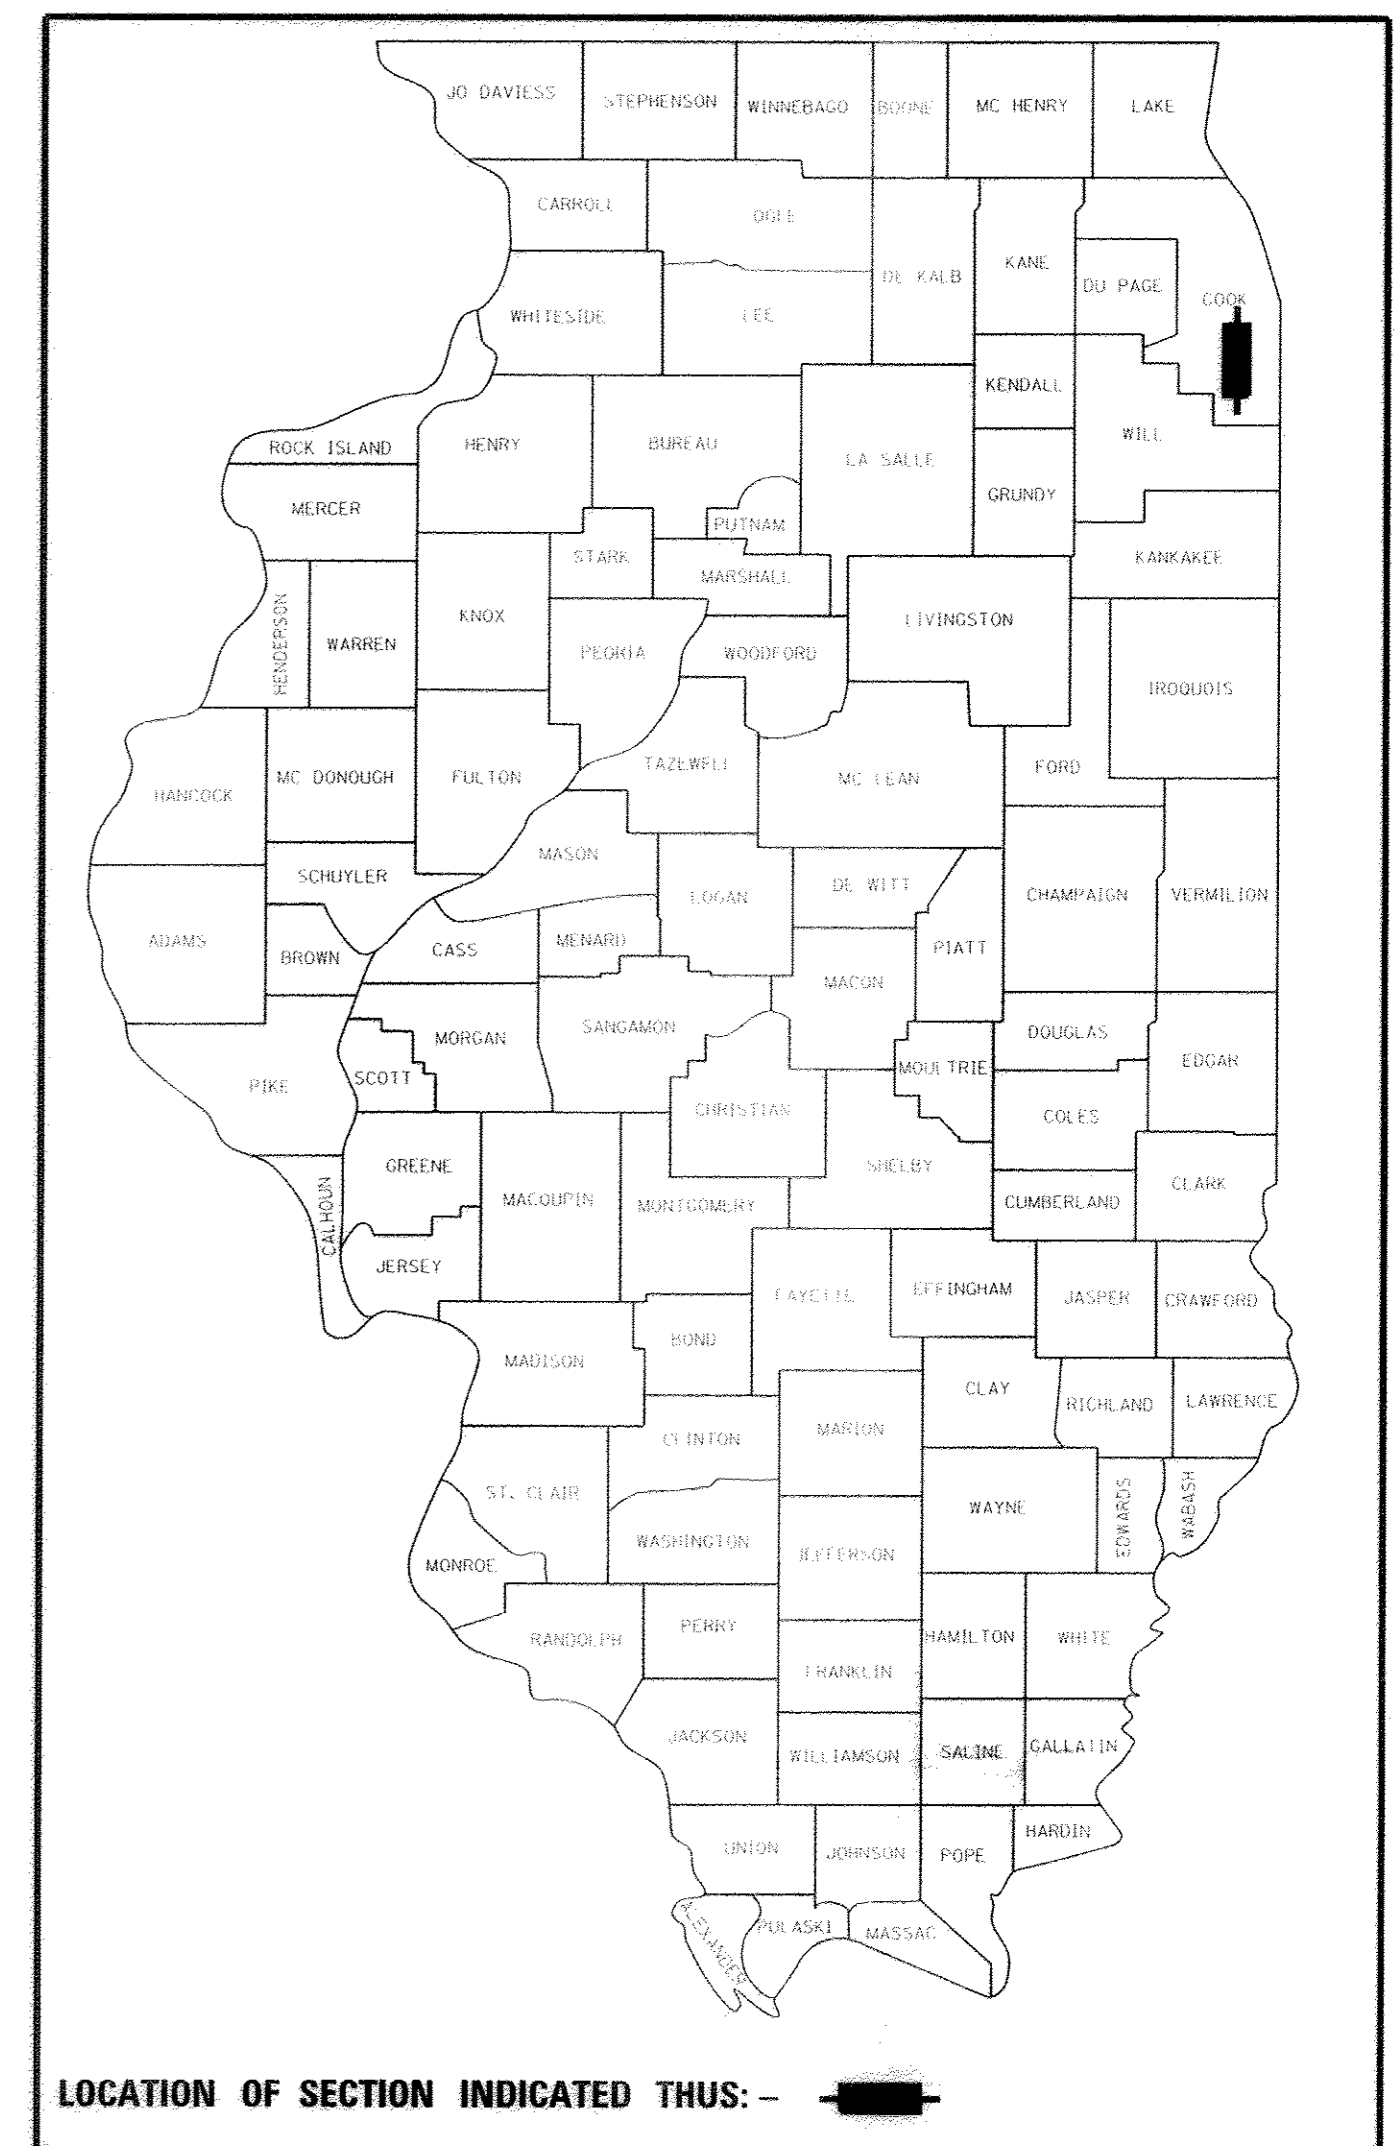 JO DAVIESS
STEPHENSON
WINNEBAGO
BOONE
MC HENRY
LAKE
CARROLL
OGLE
KANE
DE KALB
DU PAGE
COOK
WHITESIDE
LEE
KENDALL
ROCK ISLAND
HENRY
BUREAU
LA SALLE
WILL
MERCER
GRUNDY
PUTNAM
STARK
MARSHALL
KANKAKEE
HENDERSON
WARREN
KNOX
PEORIA
WOODFORD
LIVINGSTON
IROQUOIS
HANCOCK
MC DONOUGH
FULTON
TAZEWELL
MC LEAN
FORD
MASON
SCHUYLER
LOGAN
DE WITT
CHAMPAIGN
VERMILION
ADAMS
BROWN
CASS
MENARD
PIATT
MACON
SANGAMON
MORGAN
DOUGLAS
PIKE
SCOTT
MOULTRIE
EDGAR
CHRISTIAN
COLES
GREENE
SHELBY
CLARK
CALHOUN
MACOUPIN
MONTGOMERY
CUMBERLAND
JERSEY
FAYETTE
EFFINGHAM
JASPER
CRAWFORD
BOND
MADISON
CLAY
RICHLAND
LAWRENCE
CLINTON
MARION
ST. CLAIR
WAYNE
EDWARDS
WABASH
WASHINGTON
JEFFERSON
MONROE
RANDOLPH
PERRY
HAMILTON
WHITE
FRANKLIN
JACKSON
WILLIAMSON
SALINE
GALLATIN
UNION
JOHNSON
POPE
HARDIN
ALEXANDER
PULASKI
MASSAC
LOCATION OF SECTION INDICATED THUS: –